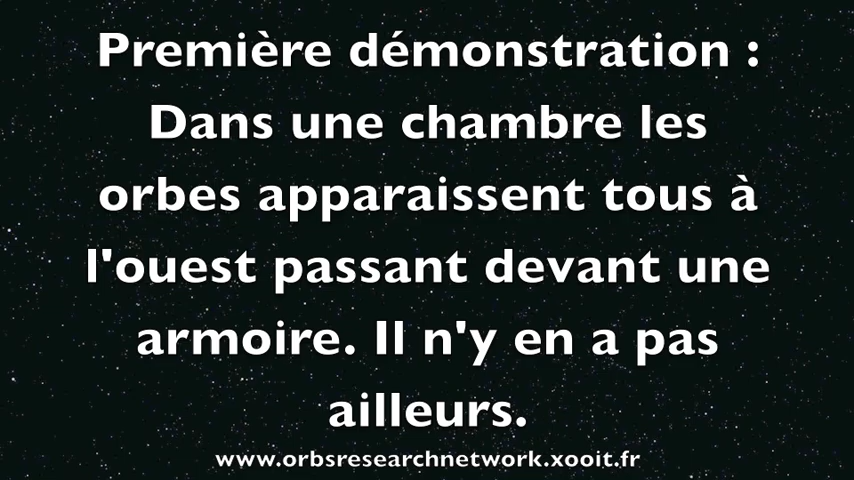 Première démonstration :
Dans une chambre les
orbes apparaissent tous à
l'ouest passant devant une
armoire. Il n'y en a pas
ailleurs.
www.orbsresearchnetwork.xooit.fr